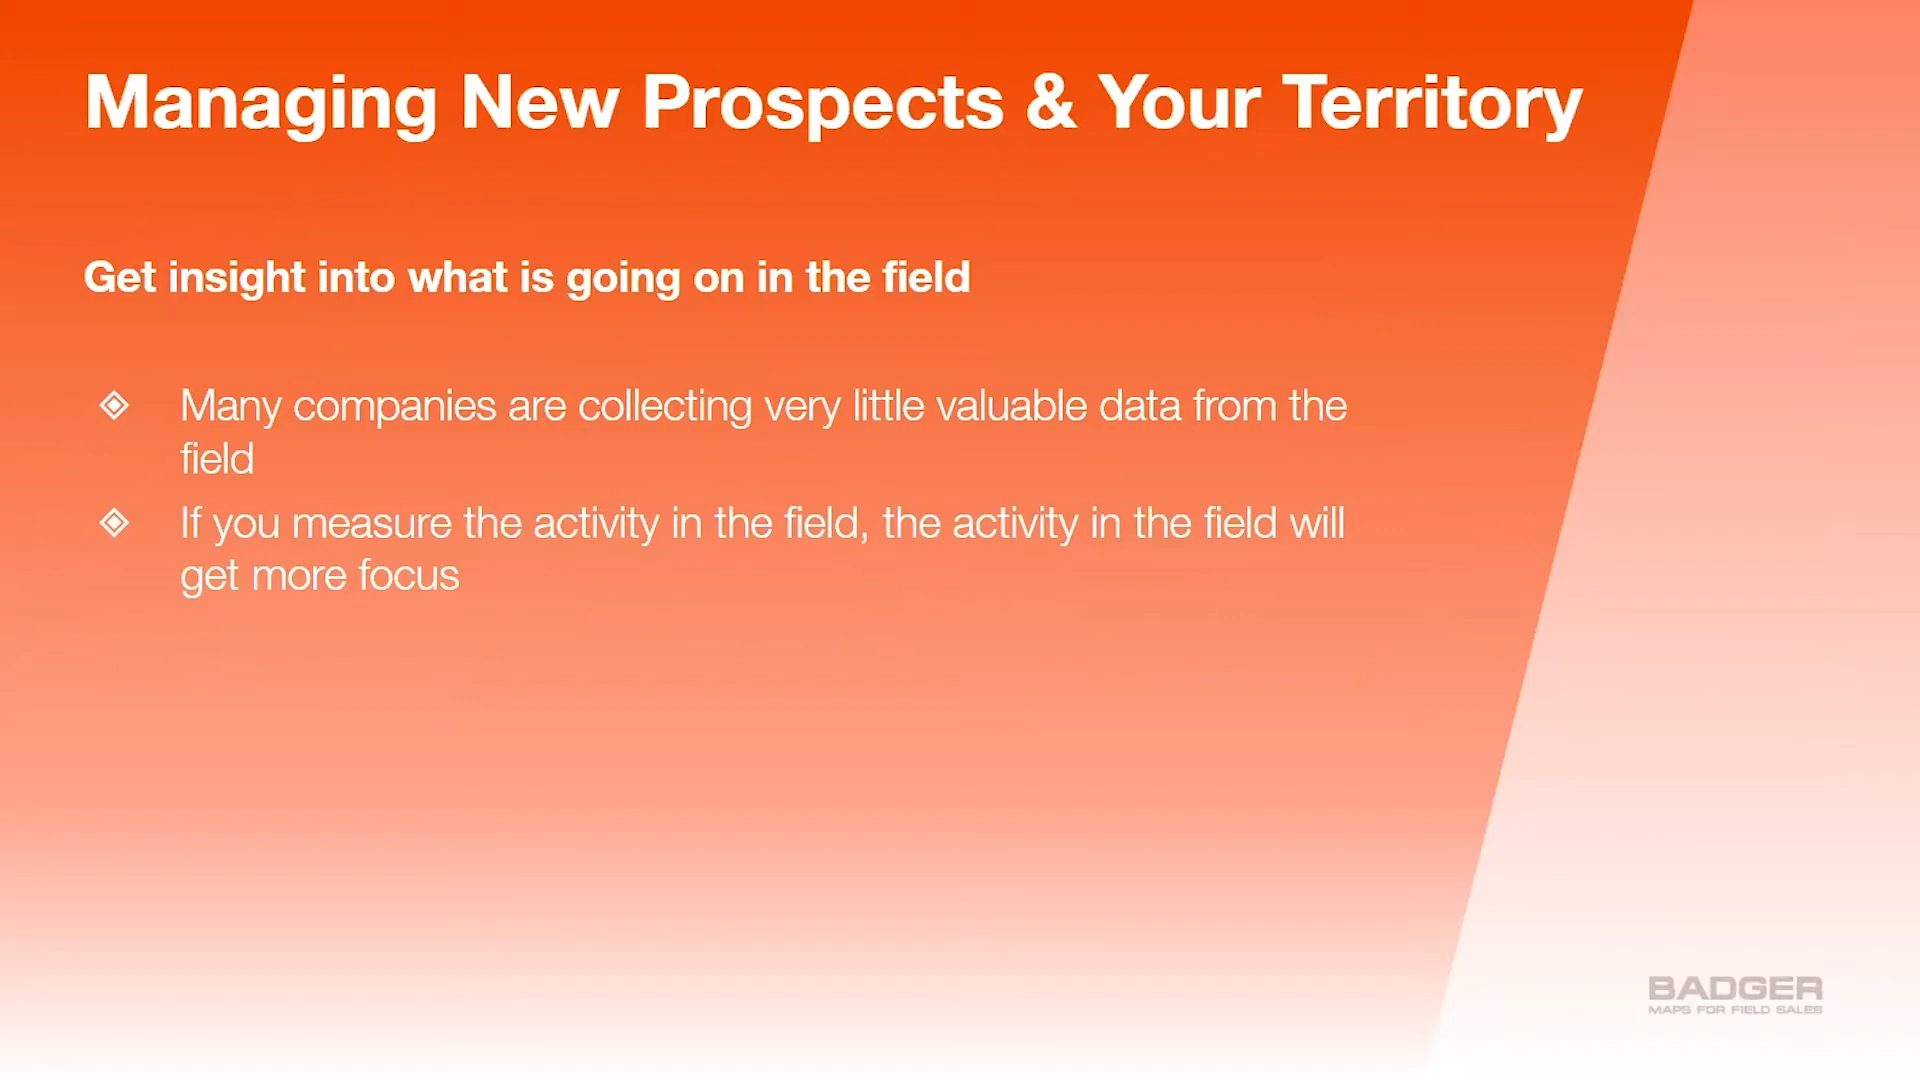 Managing New Prospects & Your Territory
Get insight into what is going on in the field
Many companies are collecting very little valuable data from the
field
If you measure the activity in the field, the activity in the field will
get more focus
BADGER
MAPS FOR FIELD SALES